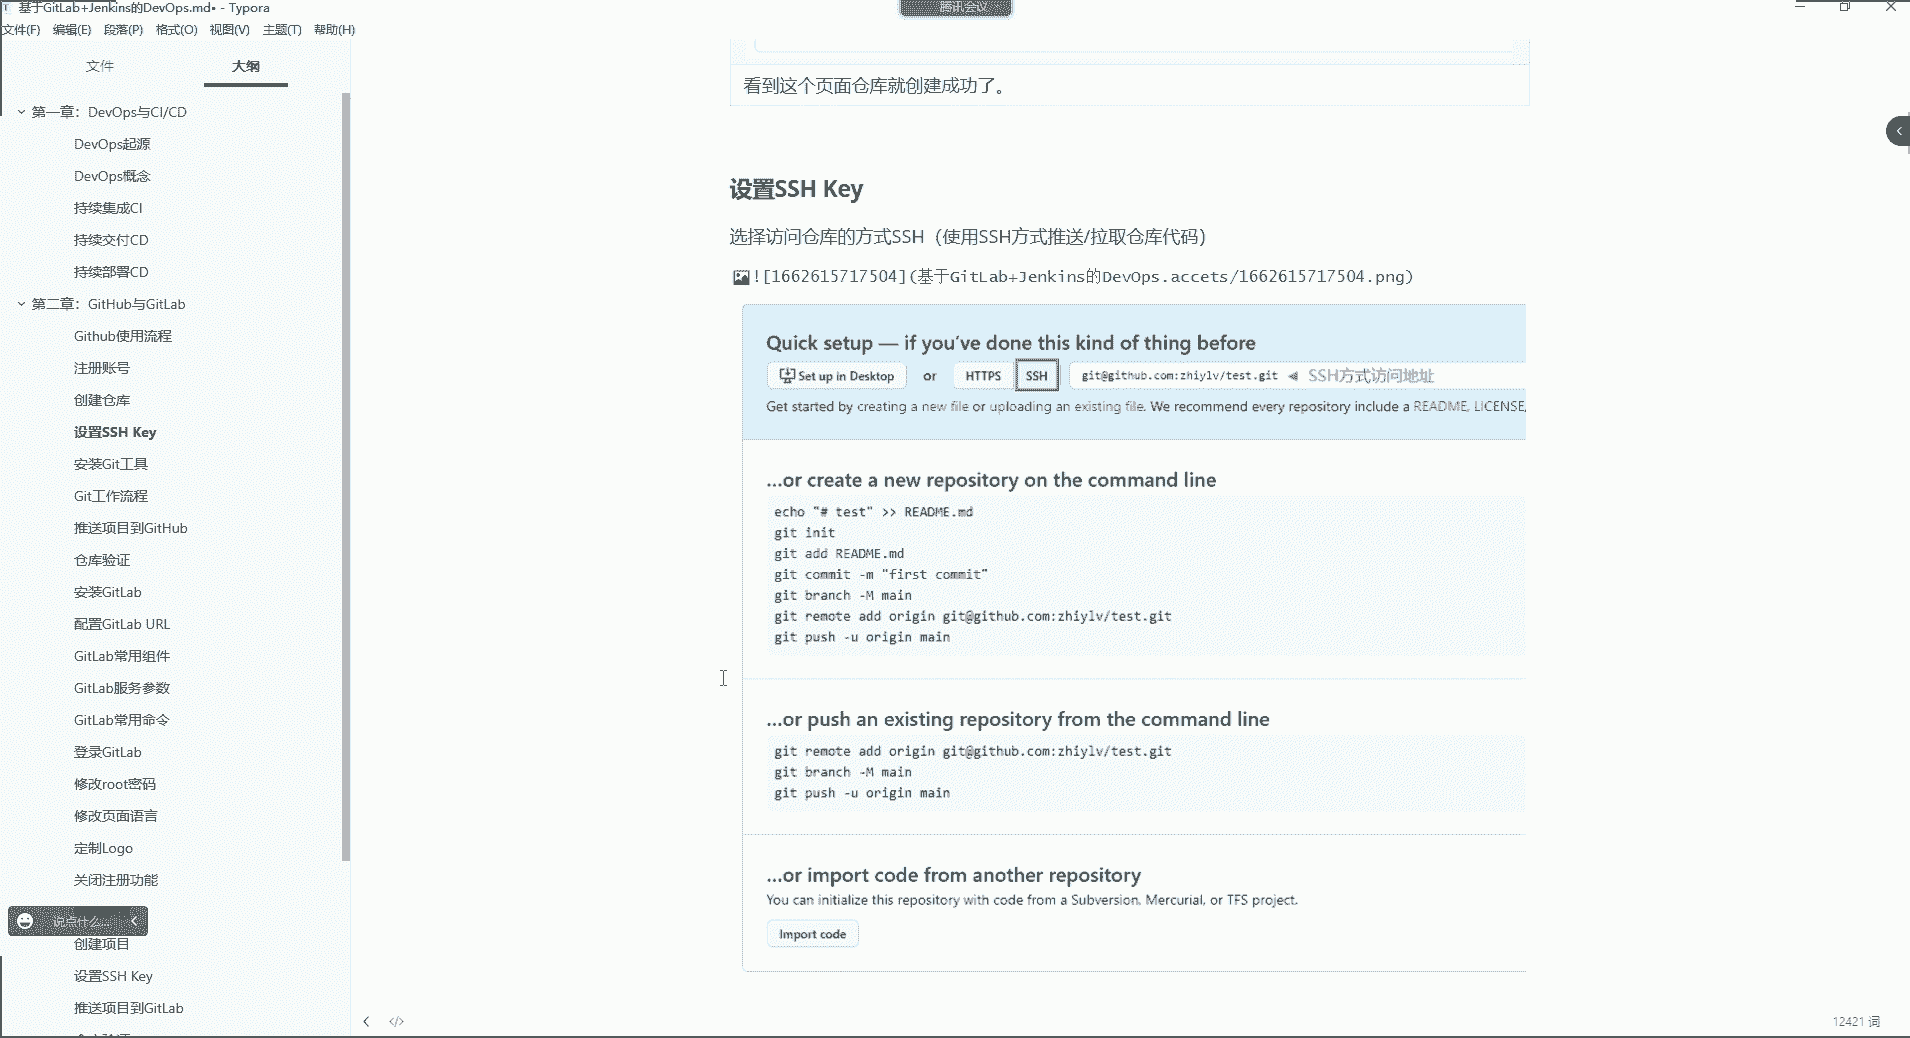 基于GitLab+Jenkins的DevOps.md• - Typora
腾讯会议
文件(F) 编辑(E) 段落(P) 格式(O) 视图(V) 主题(T) 帮助(H)
文件 大纲
第一章：DevOps与CI/CD
DevOps起源
DevOps概念
持续集成CI
持续交付CD
持续部署CD
第二章：GitHub与GitLab
Github使用流程
注册账号
创建仓库
设置SSH Key
安装Git工具
Git工作流程
推送项目到GitHub
仓库验证
安装GitLab
配置GitLab URL
GitLab常用组件
GitLab服务参数
GitLab常用命令
登录GitLab
修改root密码
修改页面语言
定制Logo
关闭注册功能
说点什么...
创建项目
设置SSH Key
推送项目到GitLab
看到这个页面仓库就创建成功了。
设置SSH Key
选择访问仓库的方式SSH（使用SSH方式推送/拉取仓库代码）
![1662615717504](基于GitLab+Jenkins的DevOps.accets/1662615717504.png)
Quick setup — if you’ve done this kind of thing before
Set up in Desktop or HTTPS SSH git@github.com:zhiylv/test.git SSH方式访问地址
Get started by creating a new file or uploading an existing file. We recommend every repository include a README, LICENSE,
…or create a new repository on the command line
echo "# test" >> README.md
git init
git add README.md
git commit -m "first commit"
git branch -M main
git remote add origin git@github.com:zhiylv/test.git
git push -u origin main
…or push an existing repository from the command line
git remote add origin git@github.com:zhiylv/test.git
git branch -M main
git push -u origin main
…or import code from another repository
You can initialize this repository with code from a Subversion, Mercurial, or TFS project.
Import code
12421 词